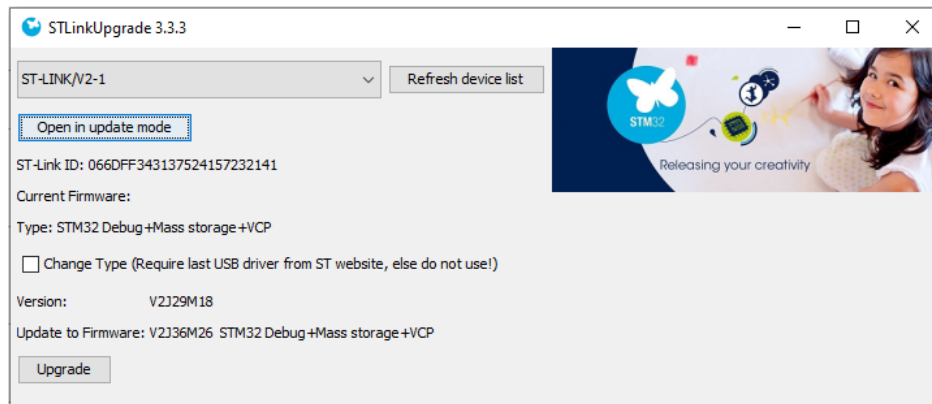 STLinkUpgrade 3.3.3
ST-LINK/V2-1
Refresh device list
STM32
Releasing your creativity
Open in update mode
ST-Link ID: 066DFF343137524157232141
Current Firmware:
Type: STM32 Debug+Mass storage+VCP
Change Type (Require last USB driver from ST website, else do not use!)
Version: V2J29M18
Update to Firmware: V2J36M26 STM32 Debug+Mass storage+VCP
Upgrade